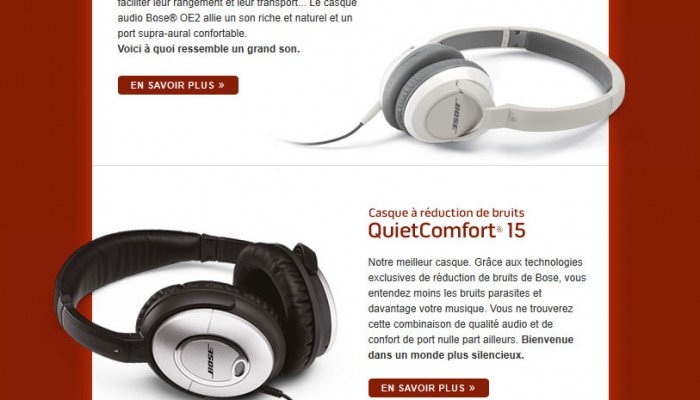 faciliter leur rangement et leur transport... Le casque
audio Bose® OE2 allie un son riche et naturel et un
port supra-aural confortable.
Voici à quoi ressemble un grand son.
EN SAVOIR PLUS »
BOSE
Casque à réduction de bruits
QuietComfort® 15
Notre meilleur casque. Grâce aux technologies
exclusives de réduction de bruits de Bose, vous
entendez moins les bruits parasites et
davantage votre musique. Vous ne trouverez
cette combinaison de qualité audio et de
confort de port nulle part ailleurs. Bienvenue
dans un monde plus silencieux.
BOSE
EN SAVOIR PLUS »